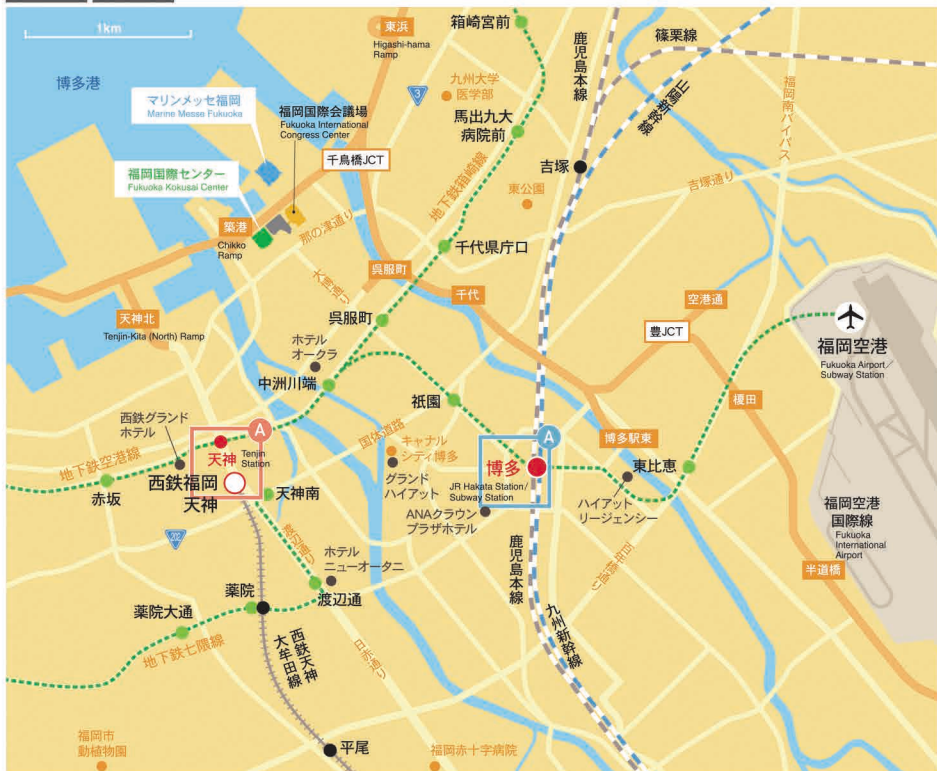 1km
博多港
マリンメッセ福岡
Marine Messe Fukuoka
福岡国際会議場
Fukuoka International
Congress Center
福岡国際センター
Fukuoka Kokusai Center
東浜
Higashi-hama
Ramp
箱崎宮前
3
九州大学
医学部
馬出九大
病院前
鹿児島本線
篠栗線
山陽新幹線
福岡南バイパス
千鳥橋JCT
地下鉄箱崎線
吉塚
東公園
吉塚通り
築港
Chikko
Ramp
那の津通り
大博通り
千代県庁口
呉服町
千代
空港通
天神北
Tenjin-Kita (North) Ramp
呉服町
豊JCT
福岡空港
Fukuoka Airport/
Subway Station
ホテル
オークラ
中洲川端
祇園
榎田
西鉄グランド
ホテル
A
国体道路
キャナル
シティ博多
A
博多駅東
地下鉄空港線
天神
Tenjin
Station
グランド
ハイアット
博多
JR Hakata Station/
Subway Station
東比恵
赤坂
西鉄福岡
天神
天神南
ANAクラウン
プラザホテル
ハイアット
リージェンシー
福岡空港
国際線
Fukuoka
International
Airport
202
渡辺通り
ホテル
ニューオータニ
鹿児島本線
百年橋通り
半道橋
薬院大通
薬院
渡辺通
九州新幹線
地下鉄七隈線
西鉄天神
大牟田線
日赤通り
福岡市
動植物園
平尾
福岡赤十字病院